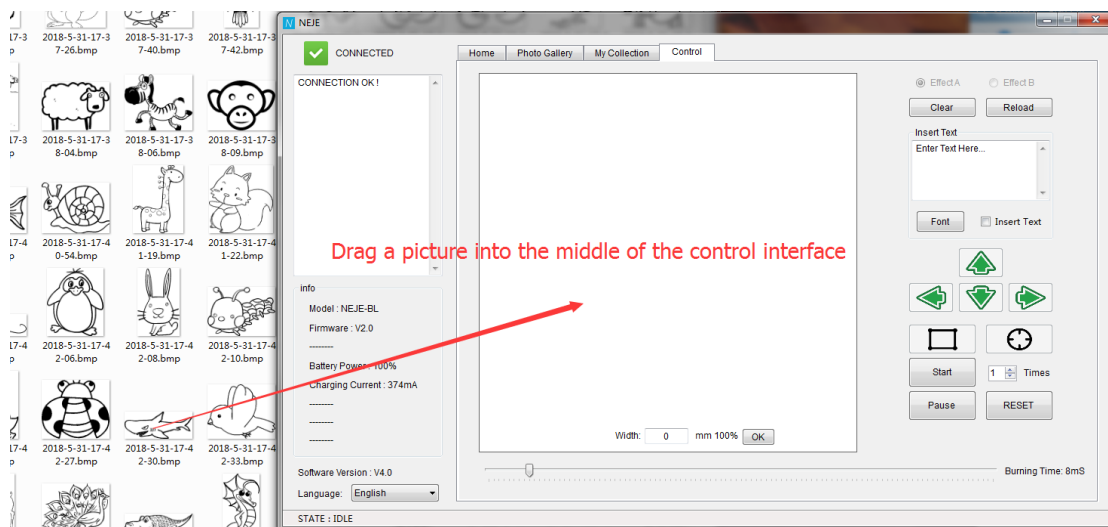 2018-5-31-17-3 2018-5-31-17-3 2018-5-31-17-3
7-26.bmp 7-40.bmp 7-42.bmp
17-3 2018-5-31-17-3 2018-5-31-17-3 2018-5-31-17-3
p 8-04.bmp 8-06.bmp 8-09.bmp
17-4 2018-5-31-17-4 2018-5-31-17-4 2018-5-31-17-4
p 0-54.bmp 1-19.bmp 1-22.bmp
17-4 2018-5-31-17-4 2018-5-31-17-4 2018-5-31-17-4
p 2-06.bmp 2-08.bmp 2-10.bmp
17-4 2018-5-31-17-4 2018-5-31-17-4 2018-5-31-17-4
p 2-27.bmp 2-30.bmp 2-33.bmp
N NEJE
CONNECTED
CONNECTION OK !
Home Photo Gallery My Collection Control
Drag a picture into the middle of the control interface
info
Model : NEJE-BL
Firmware : V2.0
--------
Battery Power : 100%
Charging Current : 374mA
--------
--------
--------
Software Version : V4.0
Language: English
Width: 0 mm 100% OK
Effect A Effect B
Clear Reload
Insert Text
Enter Text Here...
Font Insert Text
Start 1 Times
Pause RESET
Burning Time: 8mS
STATE : IDLE